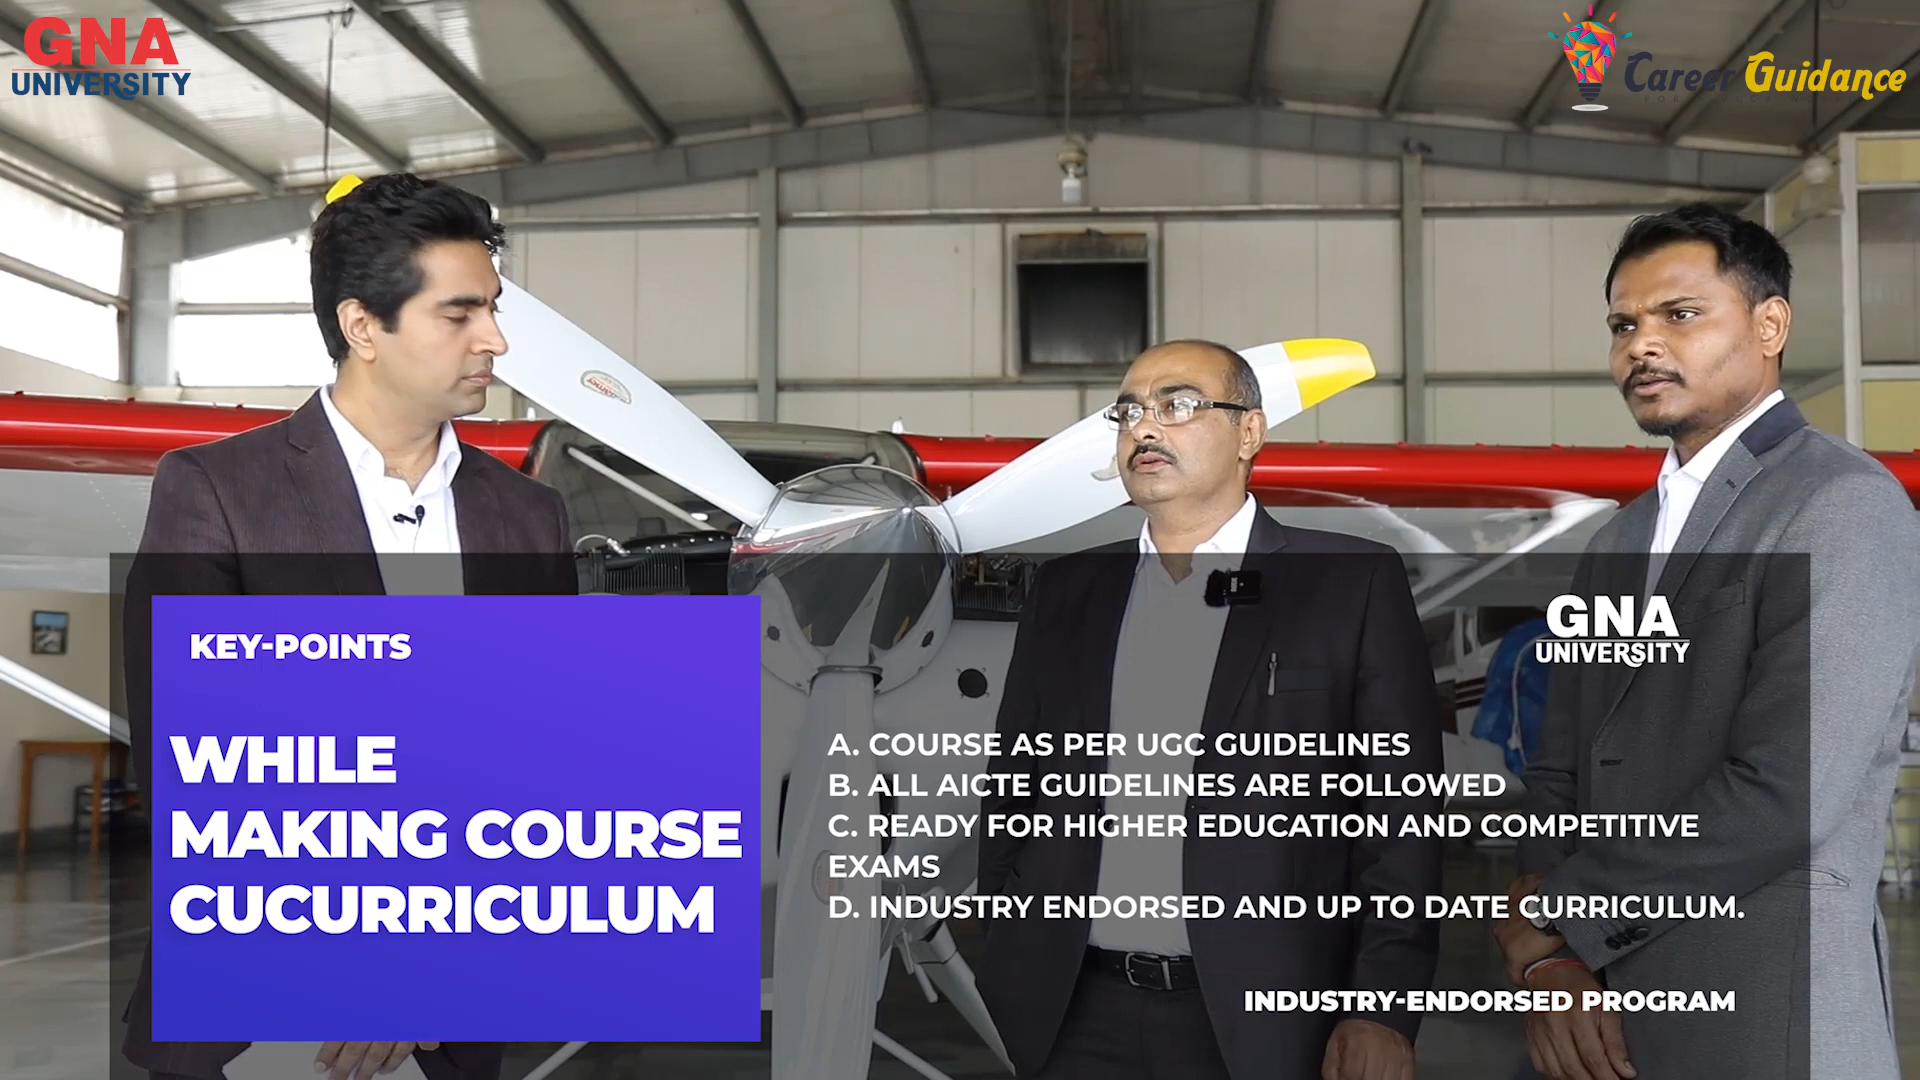 GNA
UNIVERSITY
Career Guidance
KEY-POINTS
WHILE
MAKING COURSE
CUCURRICULUM
GNA
UNIVERSITY
A. COURSE AS PER UGC GUIDELINES
B. ALL AICTE GUIDELINES ARE FOLLOWED
C. READY FOR HIGHER EDUCATION AND COMPETITIVE
EXAMS
D. INDUSTRY ENDORSED AND UP TO DATE CURRICULUM.
INDUSTRY-ENDORSED PROGRAM